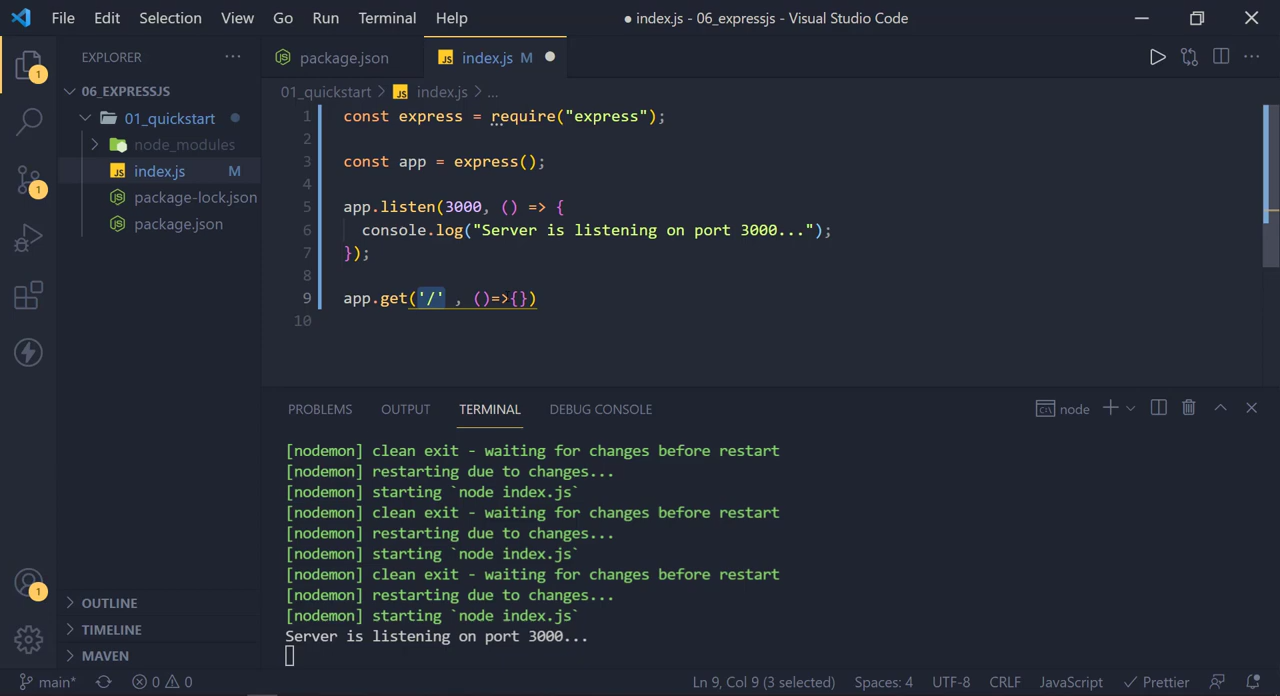 File Edit Selection View Go Run Terminal Help
● index.js - 06_expressjs - Visual Studio Code
EXPLORER ···
package.json
JS index.js M ●
06_EXPRESSJS
01_quickstart
node_modules
JS index.js M
package-lock.json
package.json
01_quickstart > JS index.js > ...
1 const express = require("express");
2
3 const app = express();
4
5 app.listen(3000, () => {
6 console.log("Server is listening on port 3000...");
7 });
8
9 app.get('/' , ()=>{})
10
PROBLEMS OUTPUT TERMINAL DEBUG CONSOLE
node
[nodemon] clean exit - waiting for changes before restart
[nodemon] restarting due to changes...
[nodemon] starting `node index.js`
[nodemon] clean exit - waiting for changes before restart
[nodemon] restarting due to changes...
[nodemon] starting `node index.js`
[nodemon] clean exit - waiting for changes before restart
[nodemon] restarting due to changes...
[nodemon] starting `node index.js`
Server is listening on port 3000...
1
1
1
OUTLINE
TIMELINE
MAVEN
main* 0 0 Ln 9, Col 9 (3 selected) Spaces: 4 UTF-8 CRLF JavaScript Prettier